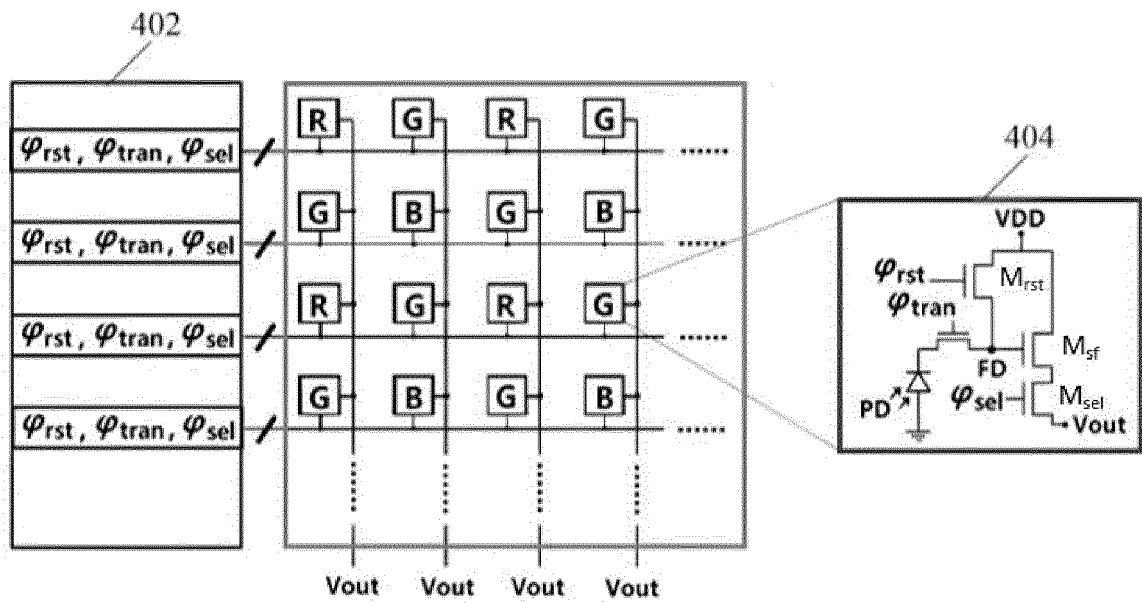 402
R G R G
φrst, φtran, φsel
......
404
G B G B
VDD
φrst, φtran, φsel
......
φrst Mrst
φtran
R G R G
φrst, φtran, φsel
......
FD Msf
PD φsel Msel
Vout
G B G B
φrst, φtran, φsel
......
Vout Vout Vout Vout